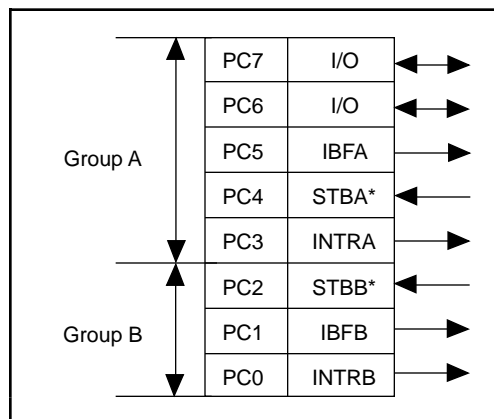 PC7 I/O
PC6 I/O
PC5 IBFA
Group A
PC4 STBA*
PC3 INTRA
PC2 STBB*
Group B
PC1 IBFB
PC0 INTRB